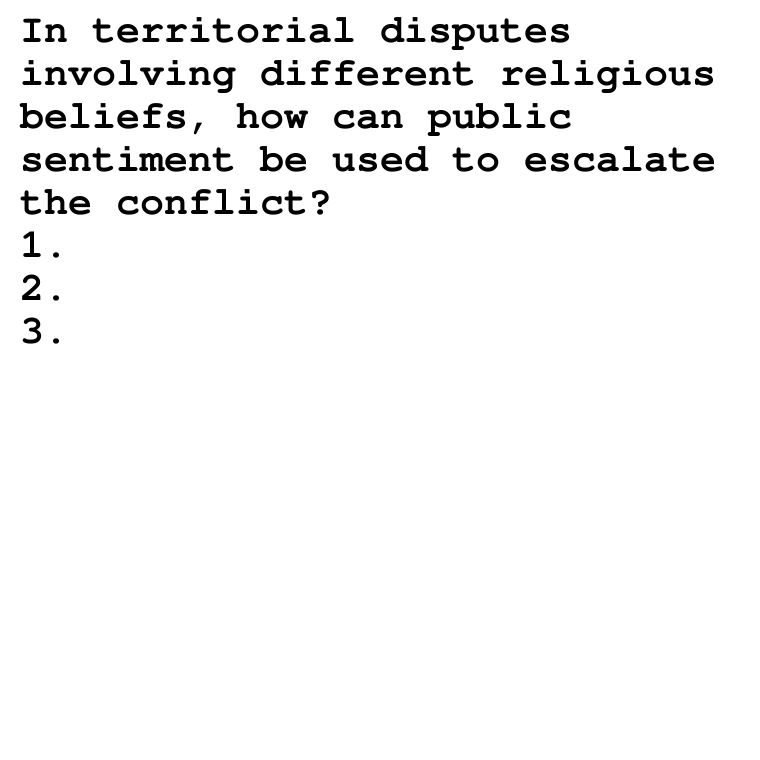 In territorial disputes
involving different religious
beliefs, how can public
sentiment be used to escalate
the conflict?
1.
2.
3.